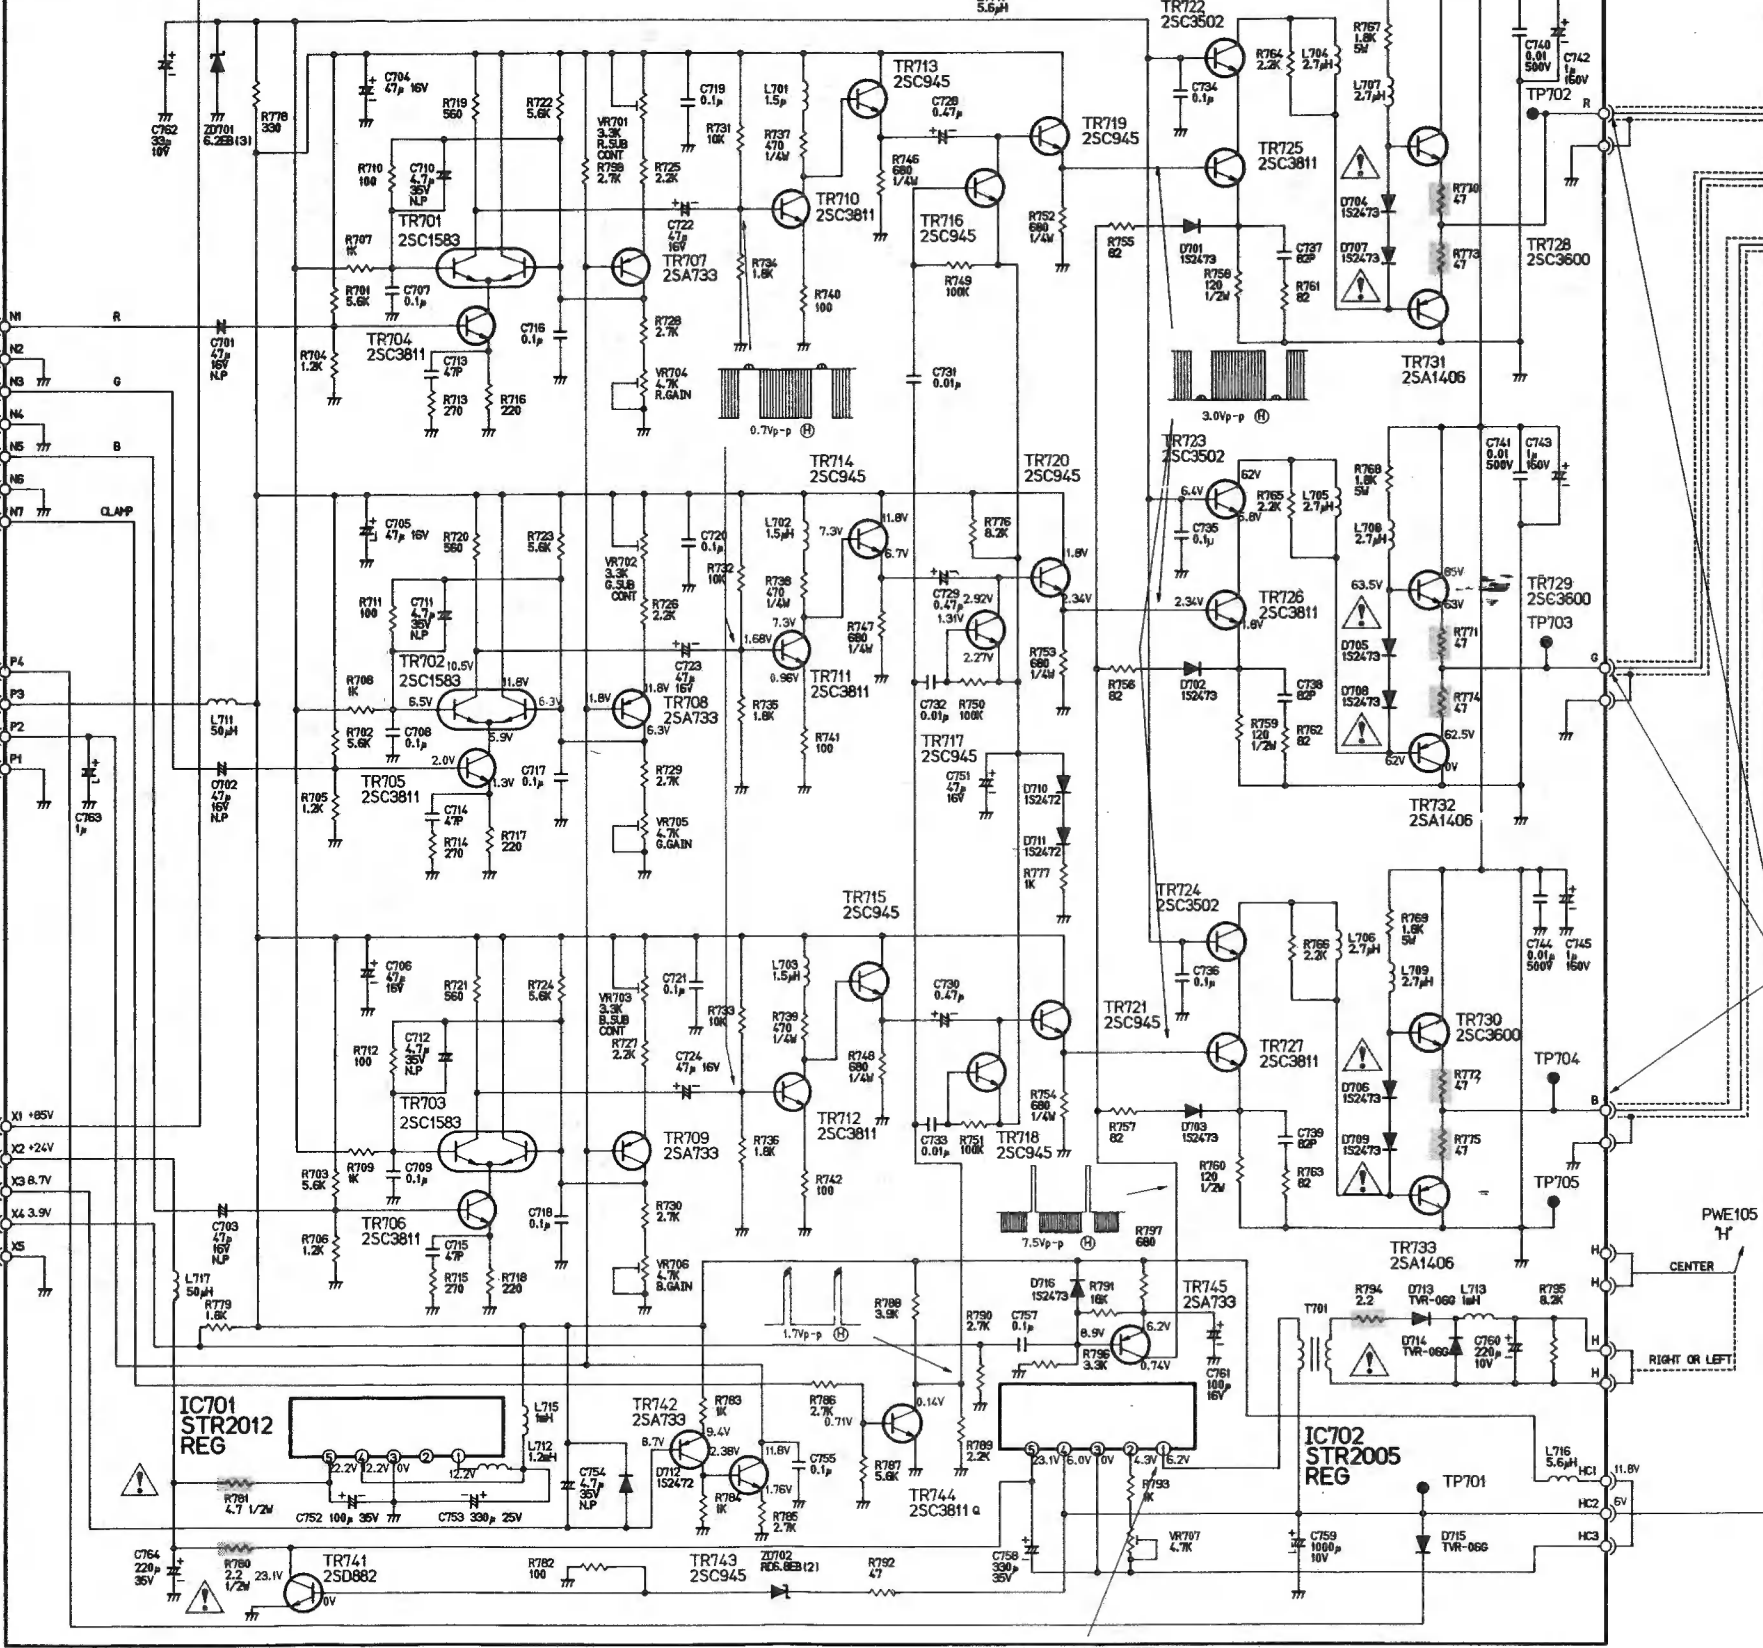 5.6μH
TR722
2SC3502
C762
33μ
10V
ZD701
6.2EB(3)
R778
330
C704
47μ 16V
R719
560
R722
5.6K
VR701
3.3K
R.SUB
CONT
R798
2.7K
R725
2.2K
C719
0.1μ
R731
10K
L701
1.5μ
R737
470
1/4W
TR713
2SC945
C728
0.47μ
TR719
2SC945
C734
0.1μ
R764
2.2K
L704
2.7μH
R767
1.8K
5W
L707
2.7μH
C740
0.01
500V
C742
1μ
160V
TP702
R
R710
100
C710
4.7μ
35V
N.P
TR701
2SC1583
R707
1K
R701
5.6K
C707
0.1μ
C722
47μ
16V
TR707
2SA733
R734
1.8K
TR710
2SC3811
R740
100
R746
680
1/4W
TR716
2SC945
R749
100K
R752
680
1/4W
TR725
2SC3811
R755
82
D701
1S2473
R758
120
1/2W
C737
82P
R761
82
D704
1S2473
D707
1S2473
R770
47
R773
47
TR728
2SC3600
TR731
2SA1406
N1
R
N2
N3
G
N4
N5
B
N6
N7
CLAMP
C701
47μ
16V
N.P
R704
1.2K
TR704
2SC3811
C713
47P
R713
270
R716
220
C716
0.1μ
R728
2.7K
VR704
4.7K
R.GAIN
0.7Vp-p H
C731
0.01μ
3.0Vp-p H
TR714
2SC945
TR720
2SC945
TR723
2SC3502
C705
47μ 16V
R720
560
R723
5.6K
VR702
3.3K
G.SUB
CONT
R726
2.2K
C720
0.1μ
R732
10K
L702
1.5μH
R738
470
1/4W
7.3V
11.8V
6.7V
R776
8.2K
C729
0.47μ
2.92V
1.31V
2.27V
11.8V
2.34V
6.4V
62V
5.8V
C735
0.1μ
R765
2.2K
L705
2.7μH
R768
1.8K
5W
L708
2.7μH
C741
0.01
500V
C743
1μ
160V
R711
100
C711
4.7μ
35V
N.P
TR702
2SC1583
10.5V
11.8V
R708
1K
6.5V
6.3V
5.9V
R702
5.6K
C708
0.1μ
C723
47μ
16V
11.8V
11.8V
TR708
2SA733
6.3V
1.68V
7.3V
0.96V
TR711
2SC3811
R735
1.8K
R741
100
R747
680
1/4W
C732
0.01μ
R750
100K
TR717
2SC945
R753
680
1/4W
2.34V
1.8V
TR726
2SC3811
R756
82
D702
1S2473
R759
120
1/2W
C738
82P
R762
82
63.5V
85V
63V
D705
1S2473
D708
1S2473
R771
47
R774
47
62V
62.5V
0V
TR729
2SC3600
TP703
G
TR732
2SA1406
P4
P3
P2
P1
L711
50μH
C763
1μ
C702
47μ
16V
N.P
R705
1.2K
2.0V
1.3V
TR705
2SC3811
C714
47P
R714
270
R717
220
C717
0.1μ
R729
2.7K
VR705
4.7K
G.GAIN
C751
47μ
16V
D710
1S2472
D711
1S2472
R777
1K
TR715
2SC945
TR724
2SC3502
C706
47μ
16V
R721
560
R724
5.6K
VR703
3.3K
B.SUB
CONT
R727
2.2K
C721
0.1μ
R733
10K
L703
1.5μH
R739
470
1/4W
C730
0.47μ
TR721
2SC945
C736
0.1μ
R766
2.2K
L706
2.7μH
R769
1.8K
5W
L709
2.7μH
C744
0.01μ
500V
C745
1μ
160V
R712
100
C712
4.7μ
35V
N.P
TR703
2SC1583
R703
5.6K
R709
1K
C709
0.1μ
C724
47μ 16V
TR709
2SA733
R736
1.8K
TR712
2SC3811
R742
100
R748
680
1/4W
C733
0.01μ
R751
100K
TR718
2SC945
R754
680
1/4W
TR727
2SC3811
R757
82
D703
1S2473
R760
120
1/2W
C739
82P
R763
82
D706
1S2473
D709
1S2473
R772
47
R775
47
TR730
2SC3600
TP704
B
TP705
TR733
2SA1406
X1 +85V
X2 +24V
X3 8.7V
X4 3.9V
X5
C703
47μ
16V
N.P
R706
1.2K
TR706
2SC3811
C715
47P
R715
270
R718
220
C718
0.1μ
R730
2.7K
VR706
4.7K
B.GAIN
7.5Vp-p H
1.7Vp-p H
L717
50μH
R779
1.8K
R788
3.9K
R790
2.7K
C757
0.1μ
D716
1S2473
R791
16K
R797
680
TR745
2SA733
8.9V
6.2V
0.74V
R796
3.3K
C761
100μ
16V
T701
R794
2.2
D713
TVR-06G
L713
1mH
R795
8.2K
D714
TVR-06G
C760
220μ
10V
H
H
CENTER
H
H
RIGHT OR LEFT
PWE105
"H"
IC701
STR2012
REG
5
4
3
2
1
22.2V
12.2V
0V
12.2V
L715
1mH
L712
1.2mH
R781
4.7 1/2W
C752 100μ 35V
C753 330μ 25V
C754
4.7μ
35V
N.P
D712
1S2472
TR742
2SA733
R783
1K
8.7V
9.4V
2.38V
11.8V
1.76V
R784
1K
R785
2.7K
C755
0.1μ
R786
2.7K
0.71V
0.14V
R787
5.6K
TR744
2SC3811 Q
R789
2.2K
5
4
3
2
1
23.1V
6.0V
0V
4.3V
6.2V
R793
1K
VR707
4.7K
IC702
STR2005
REG
TP701
L716
5.6μH
HC1
11.8V
HC2
6V
HC3
C764
220μ
35V
R780
2.2
1/2W
23.1V
0V
TR741
2SD882
R782
100
TR743
2SC945
ZD702
RD6.8EB(2)
R792
47
C758
330μ
35V
C759
1000μ
10V
D715
TVR-06G